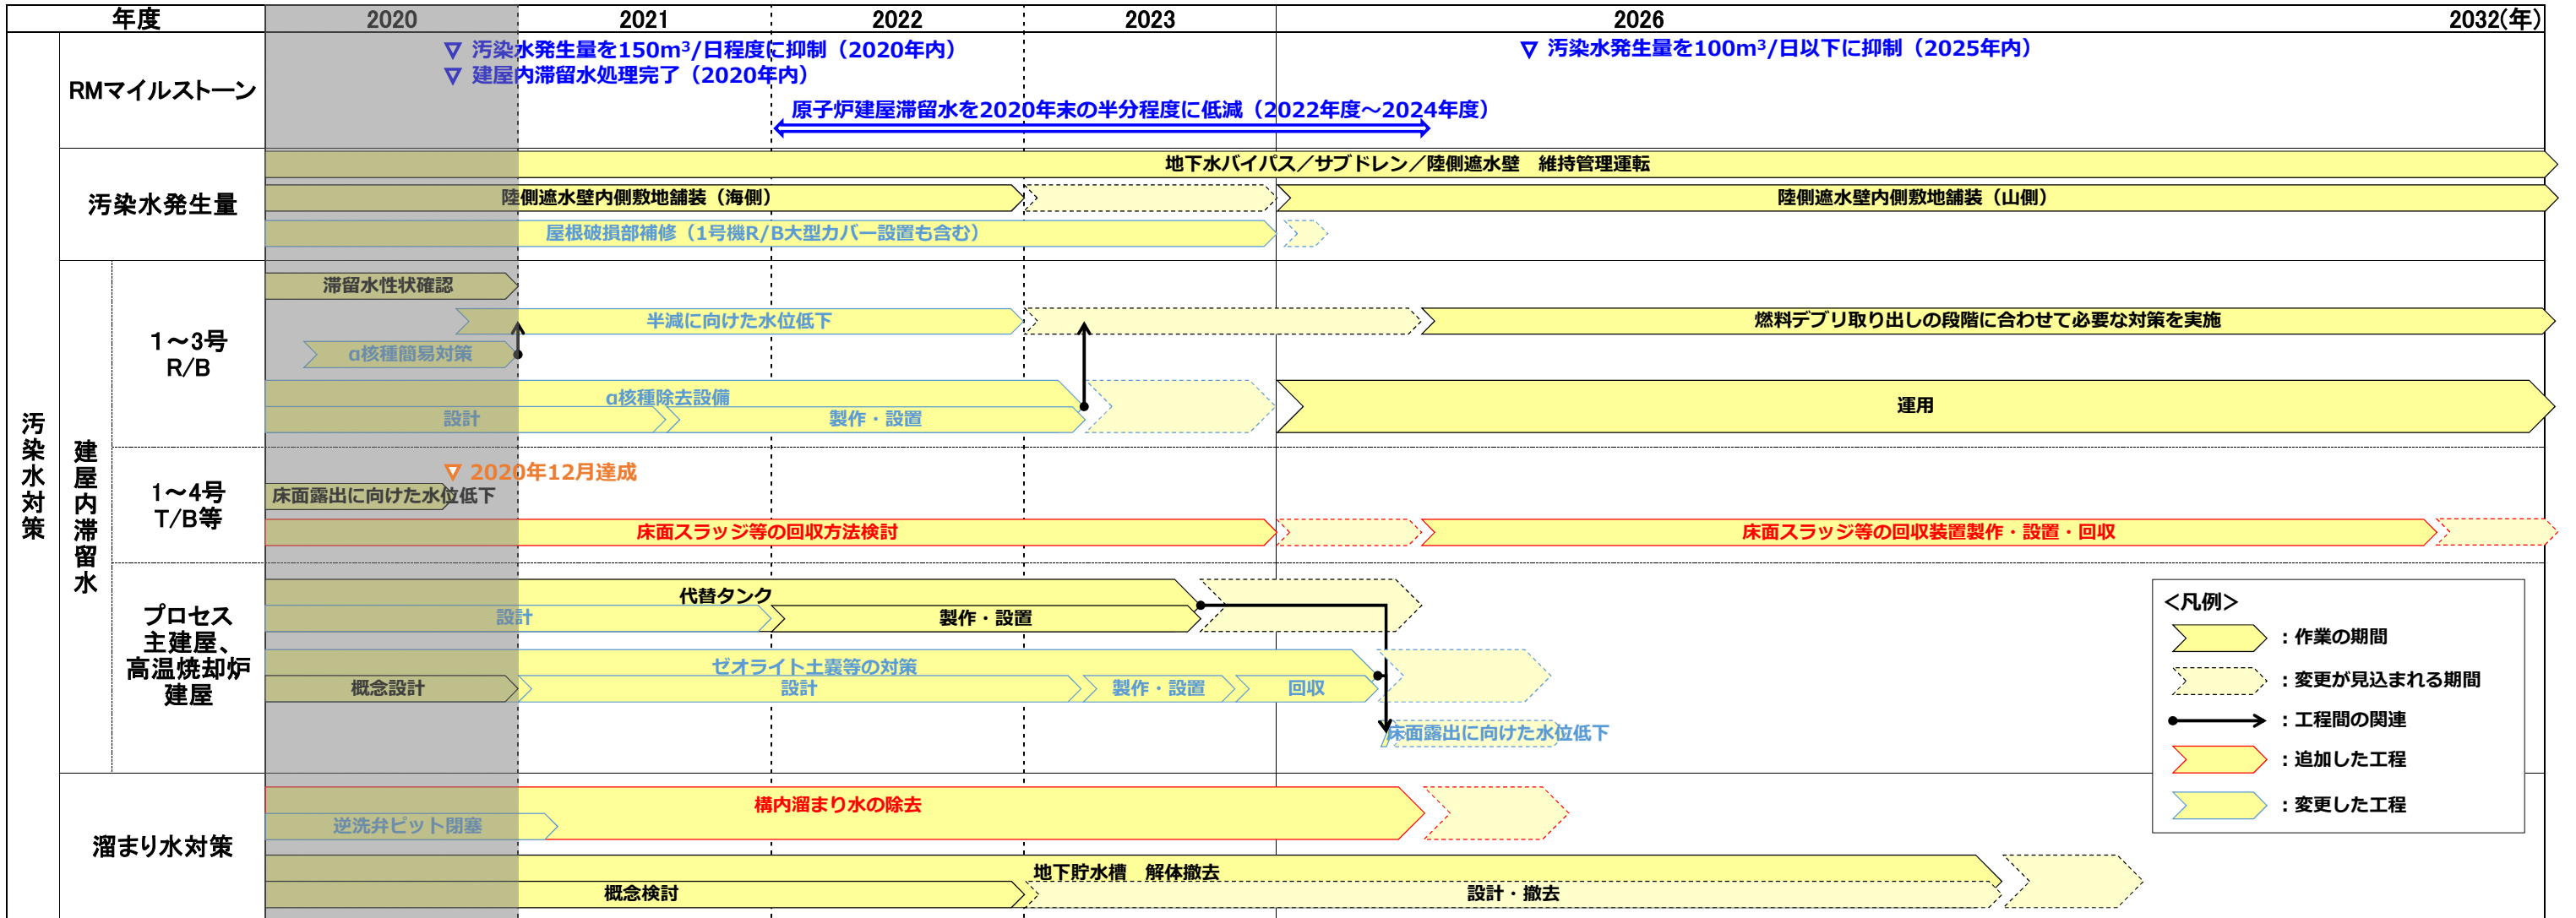 年度 2020 2021 2022 2023 2026 2032(年)
汚染水対策
RMマイルストーン
▽ 汚染水発生量を150m³/日程度に抑制（2020年内）
▽ 汚染水発生量を100m³/日以下に抑制（2025年内）
▽ 建屋内滞留水処理完了（2020年内）
原子炉建屋滞留水を2020年末の半分程度に低減（2022年度～2024年度）
汚染水発生量
地下水バイパス／サブドレン／陸側遮水壁　維持管理運転
陸側遮水壁内側敷地舗装（海側）
陸側遮水壁内側敷地舗装（山側）
屋根破損部補修（1号機R/B大型カバー設置も含む）
建屋内滞留水
1～3号
R/B
滞留水性状確認
半減に向けた水位低下
燃料デブリ取り出しの段階に合わせて必要な対策を実施
α核種簡易対策
α核種除去設備
設計
製作・設置
運用
1～4号
T/B等
▽ 2020年12月達成
床面露出に向けた水位低下
床面スラッジ等の回収方法検討
床面スラッジ等の回収装置製作・設置・回収
プロセス
主建屋、
高温焼却炉
建屋
代替タンク
設計
製作・設置
ゼオライト土嚢等の対策
概念設計
設計
製作・設置
回収
床面露出に向けた水位低下
溜まり水対策
構内溜まり水の除去
逆洗弁ピット閉塞
地下貯水槽　解体撤去
概念検討
設計・撤去
＜凡例＞
：作業の期間
：変更が見込まれる期間
：工程間の関連
：追加した工程
：変更した工程